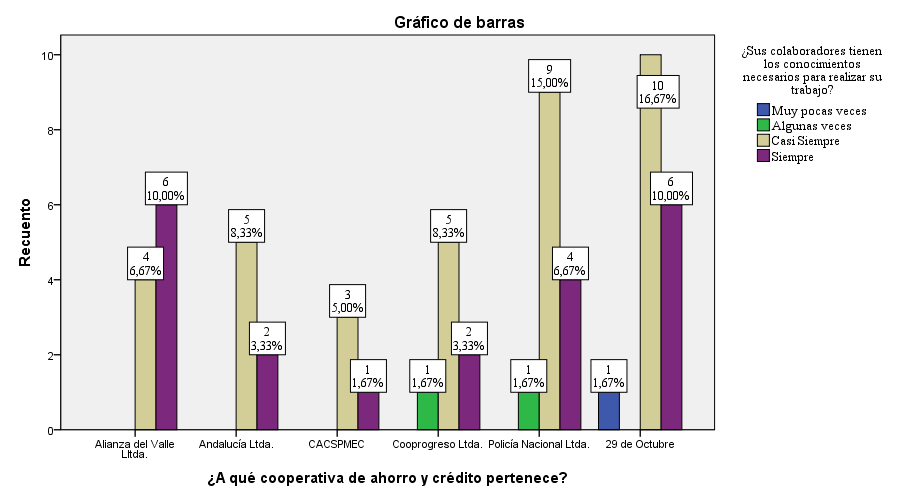 Gráfico de barras
¿Sus colaboradores tienen
los conocimientos
necesarios para realizar su
trabajo?
Muy pocas veces
Algunas veces
Casi Siempre
Siempre
Recuento
10
8
6
4
2
0
4
6,67%
6
10,00%
5
8,33%
2
3,33%
3
5,00%
1
1,67%
1
1,67%
5
8,33%
2
3,33%
1
1,67%
9
15,00%
4
6,67%
1
1,67%
10
16,67%
6
10,00%
Alianza del Valle
Lltda.
Andalucía Ltda.
CACSPMEC
Cooprogreso Ltda.
Policía Nacional Ltda.
29 de Octubre
¿A qué cooperativa de ahorro y crédito pertenece?